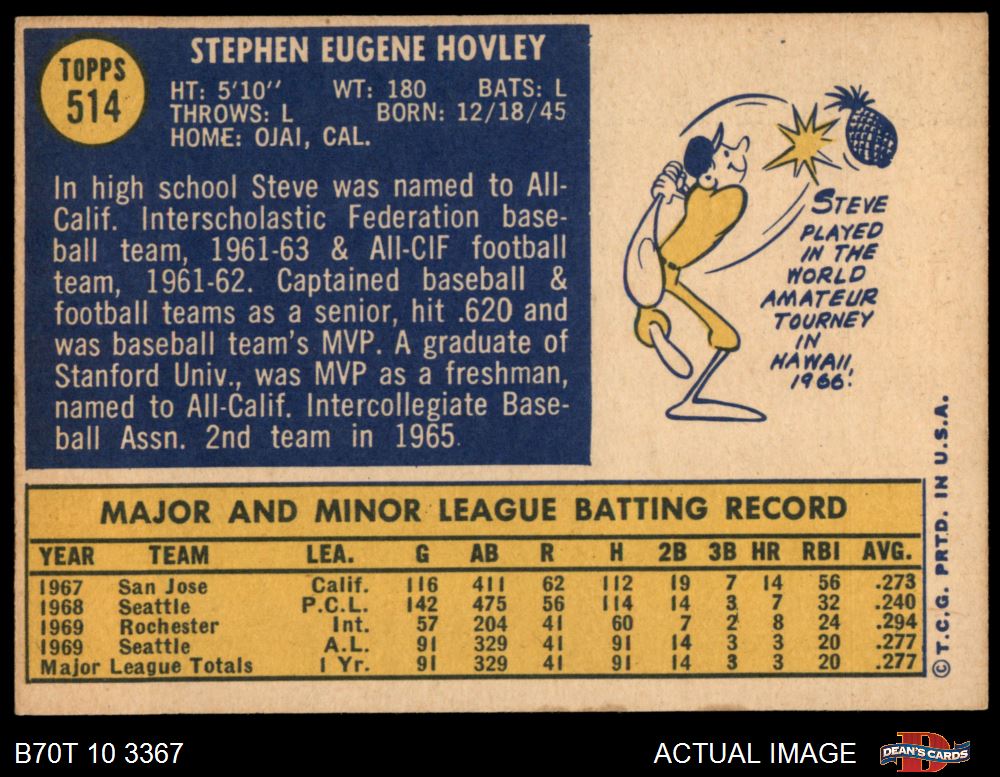 TOPPS
514
STEPHEN EUGENE HOVLEY
HT: 5'10'' WT: 180 BATS: L
THROWS: L BORN: 12/18/45
HOME: OJAI, CAL.
In high school Steve was named to All-
Calif. Interscholastic Federation base-
ball team, 1961-63 & All-CIF football
team, 1961-62. Captained baseball &
football teams as a senior, hit .620 and
was baseball team's MVP. A graduate of
Stanford Univ., was MVP as a freshman,
named to All-Calif. Intercollegiate Base-
ball Assn. 2nd team in 1965.
STEVE
PLAYED
IN THE
WORLD
AMATEUR
TOURNEY
IN
HAWAII,
1966.
MAJOR AND MINOR LEAGUE BATTING RECORD
YEAR TEAM LEA. G AB R H 2B 3B HR RBI AVG.
1967 San Jose Calif. 116 411 62 112 19 7 14 56 .273
1968 Seattle P.C.L. 142 475 56 114 14 3 7 32 .240
1969 Rochester Int. 57 204 41 60 7 2 8 24 .294
1969 Seattle A.L. 91 329 41 91 14 3 3 20 .277
Major League Totals 1 Yr. 91 329 41 91 14 3 3 20 .277
© T.C.G. PRTD. IN U.S.A.
B70T 10 3367 ACTUAL IMAGE
D
DEAN'S CARDS